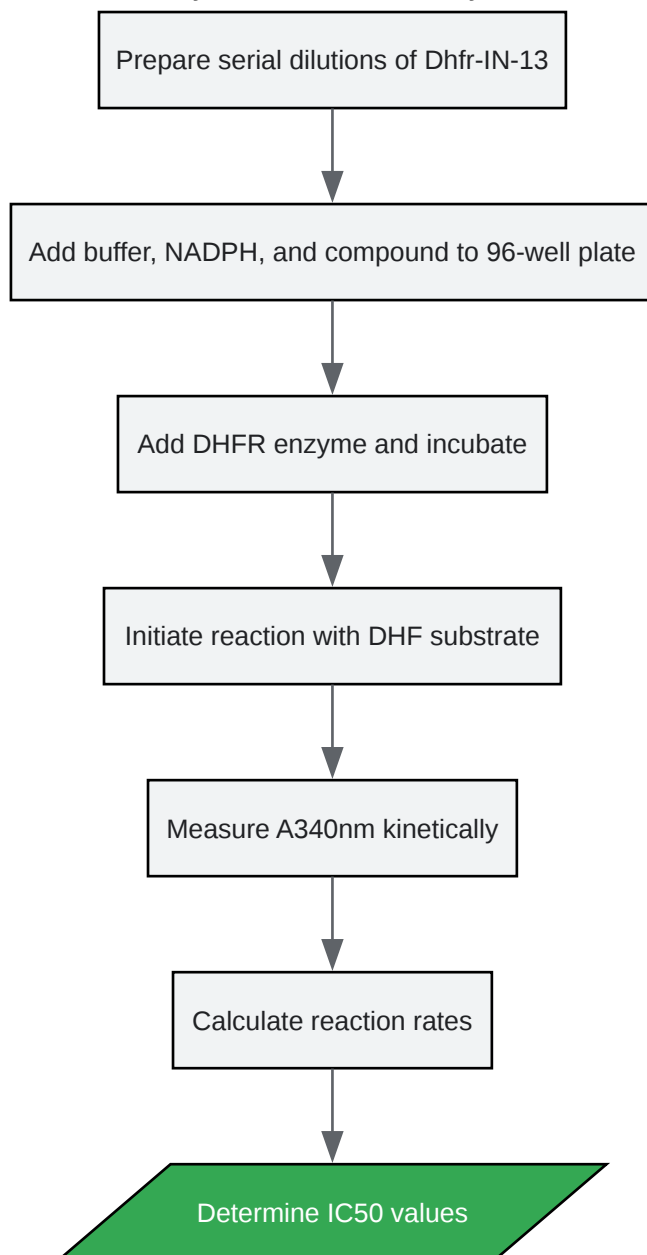 Prepare serial dilutions of Dhfr-IN-13
Add buffer, NADPH, and compound to 96-well plate
Add DHFR enzyme and incubate
Initiate reaction with DHF substrate
Measure A340nm kinetically
Calculate reaction rates
Determine IC50 values